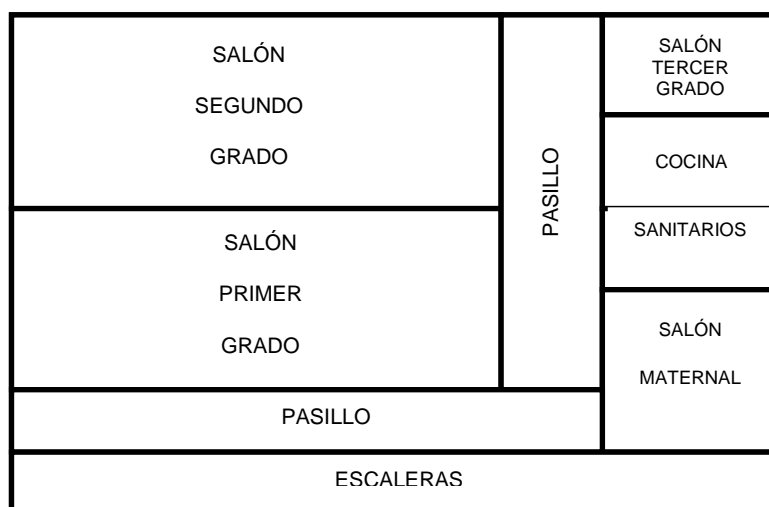 SALÓN
SEGUNDO
GRADO
PASILLO
SALÓN
TERCER
GRADO
COCINA
SANITARIOS
SALÓN
PRIMER
GRADO
SALÓN
MATERNAL
PASILLO
ESCALERAS